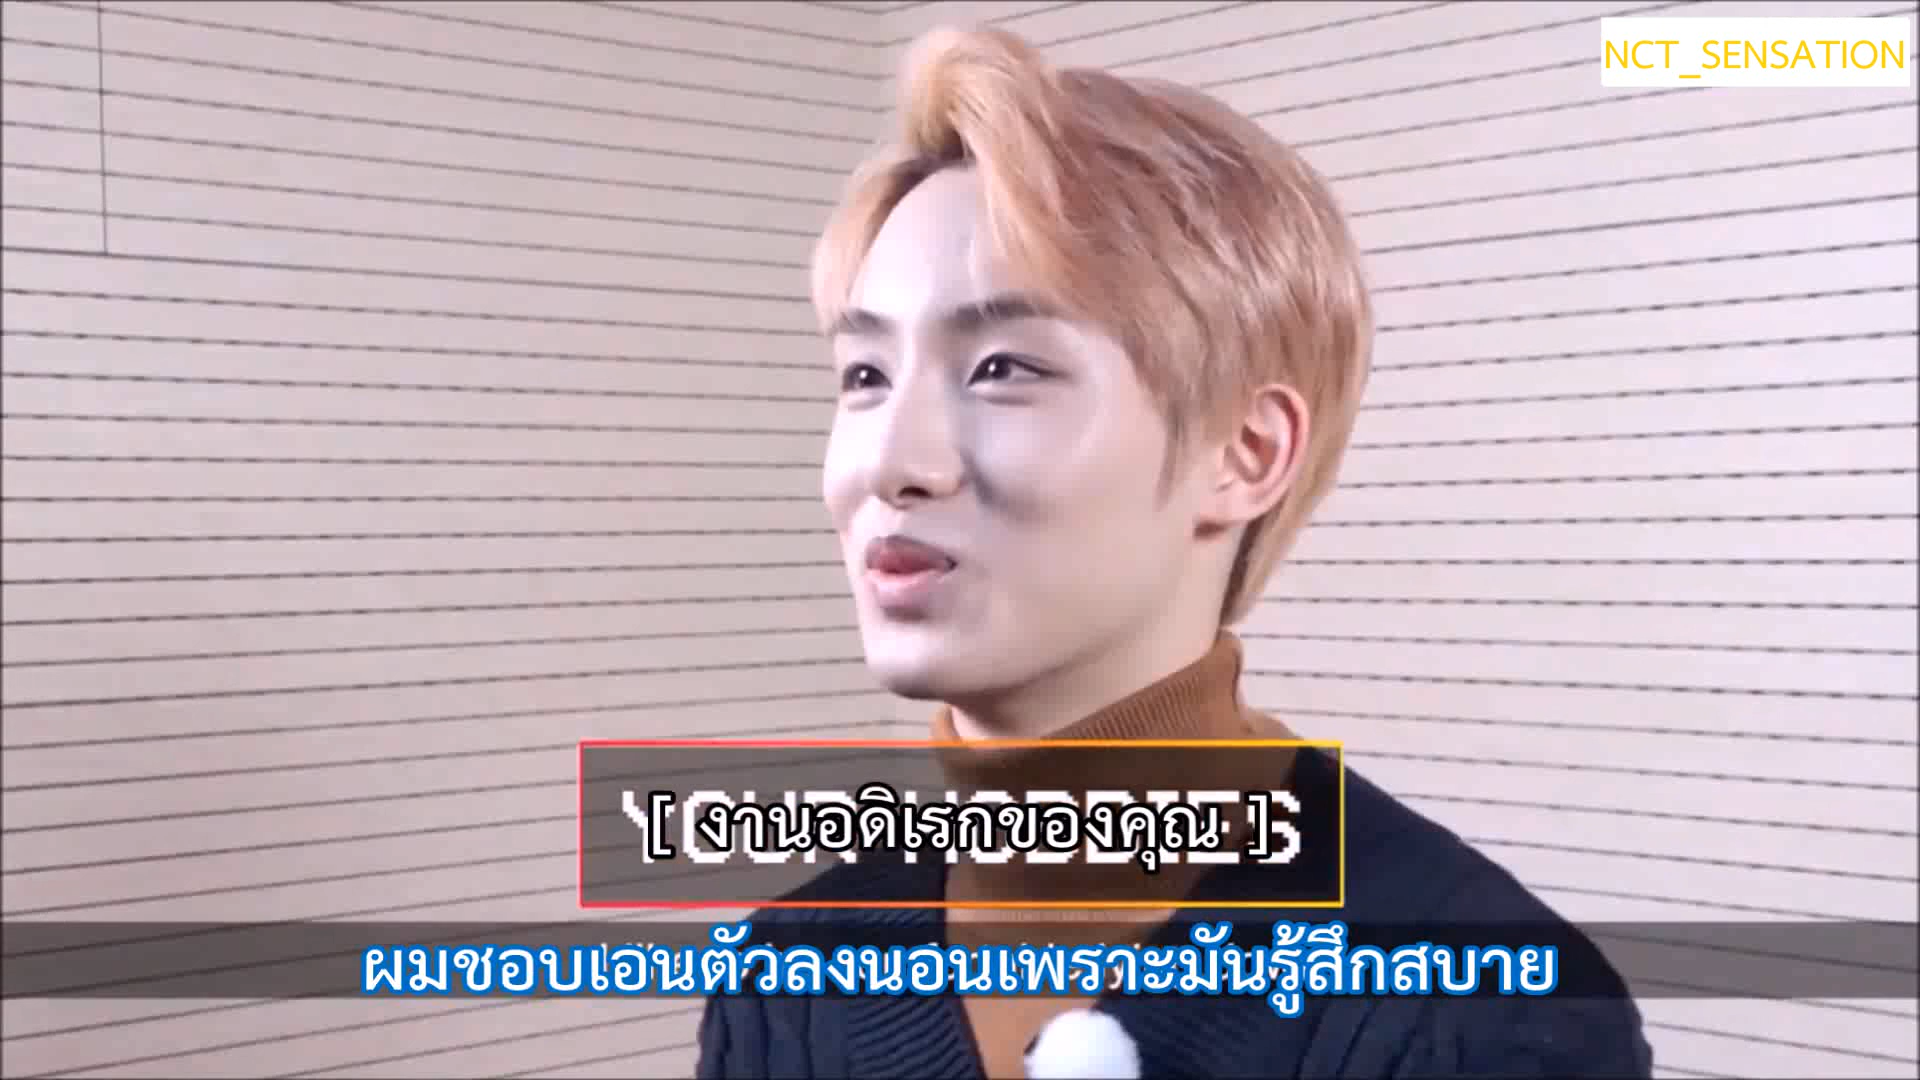 NCT_SENSATION
YOUR HOBBIES
[ งานอดิเรกของคุณ ]
ผมชอบเอนตัวลงนอนเพราะมันรู้สึกสบาย